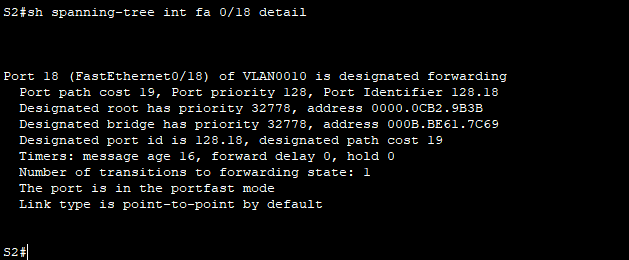 S2#sh spanning-tree int fa 0/18 detail
Port 18 (FastEthernet0/18) of VLAN0010 is designated forwarding
Port path cost 19, Port priority 128, Port Identifier 128.18
Designated root has priority 32778, address 0000.0CB2.9B3B
Designated bridge has priority 32778, address 000B.BE61.7C69
Designated port id is 128.18, designated path cost 19
Timers: message age 16, forward delay 0, hold 0
Number of transitions to forwarding state: 1
The port is in the portfast mode
Link type is point-to-point by default
S2#